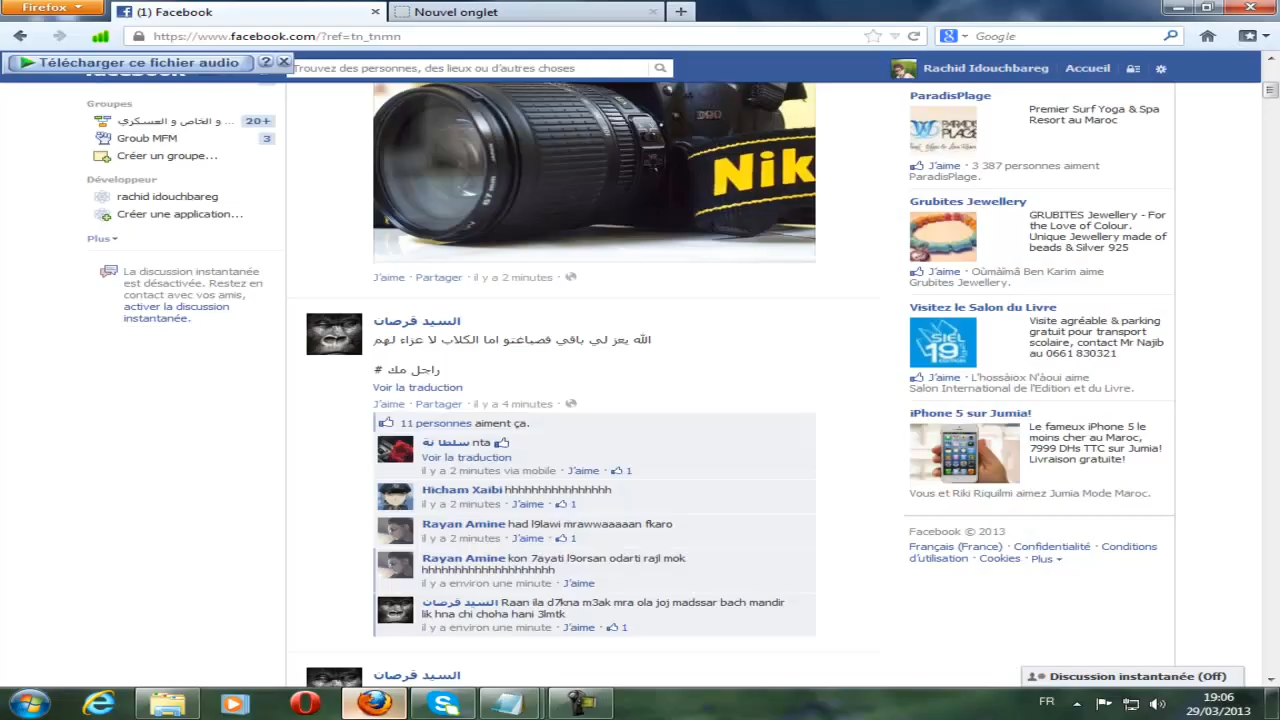 Firefox
(1) Facebook
Nouvel onglet
https://www.facebook.com/?ref=tn_tnmn
Google
Télécharger ce fichier audio
?
Trouvez des personnes, des lieux ou d'autres choses
Rachid Idouchbareg
Accueil
Groupes
و الخاص و العسكري ...
20+
Groub MFM
3
Créer un groupe...
Développeur
rachid idouchbareg
Créer une application...
Plus
La discussion instantanée
est désactivée. Restez en
contact avec vos amis,
activer la discussion
instantanée.
D90
Nik
J'aime · Partager · il y a 2 minutes ·
السيد قرصان
الله يعز لي باقي فصباغتو اما الكلاب لا عزاء لهم
# راجل مك
Voir la traduction
J'aime · Partager · il y a 4 minutes ·
11 personnes aiment ça.
سلطانة nta
Voir la traduction
il y a 2 minutes via mobile · J'aime · 1
Hicham Xaibi hhhhhhhhhhhhhhhh
il y a 2 minutes · J'aime · 1
Rayan Amine had l9lawi mrawwaaaaan fkaro
il y a 2 minutes · J'aime · 1
Rayan Amine kon 7ayati l9orsan odarti rajl mok
hhhhhhhhhhhhhhhhhhh
il y a environ une minute · J'aime
السيد قرصان Raan ila d7kna m3ak mra ola joj madssar bach mandir
lik hna chi choha hani 3lmtk
il y a environ une minute · J'aime · 1
السيد قرصان
ParadisPlage
Premier Surf Yoga & Spa
Resort au Maroc
J'aime · 3 387 personnes aiment
ParadisPlage.
Grubites Jewellery
GRUBITES Jewellery - For
the Love of Colour.
Unique Jewellery made of
beads & Silver 925
J'aime · Oùmâïmâ Ben Karim aime
Grubites Jewellery.
Visitez le Salon du Livre
SIEL
19
Visite agréable & parking
gratuit pour transport
scolaire, contact Mr Najib
au 0661 830321
J'aime · L'hossàiox N'àoui aime
Salon International de l'Edition et du Livre.
iPhone 5 sur Jumia!
Le fameux iPhone 5 le
moins cher au Maroc,
7999 DHs TTC sur Jumia!
Livraison gratuite!
Vous et Riki Riquilmi aimez Jumia Mode Maroc.
Facebook © 2013
Français (France) · Confidentialité · Conditions
d'utilisation · Cookies · Plus
Discussion instantanée (Off)
FR
19:06
29/03/2013